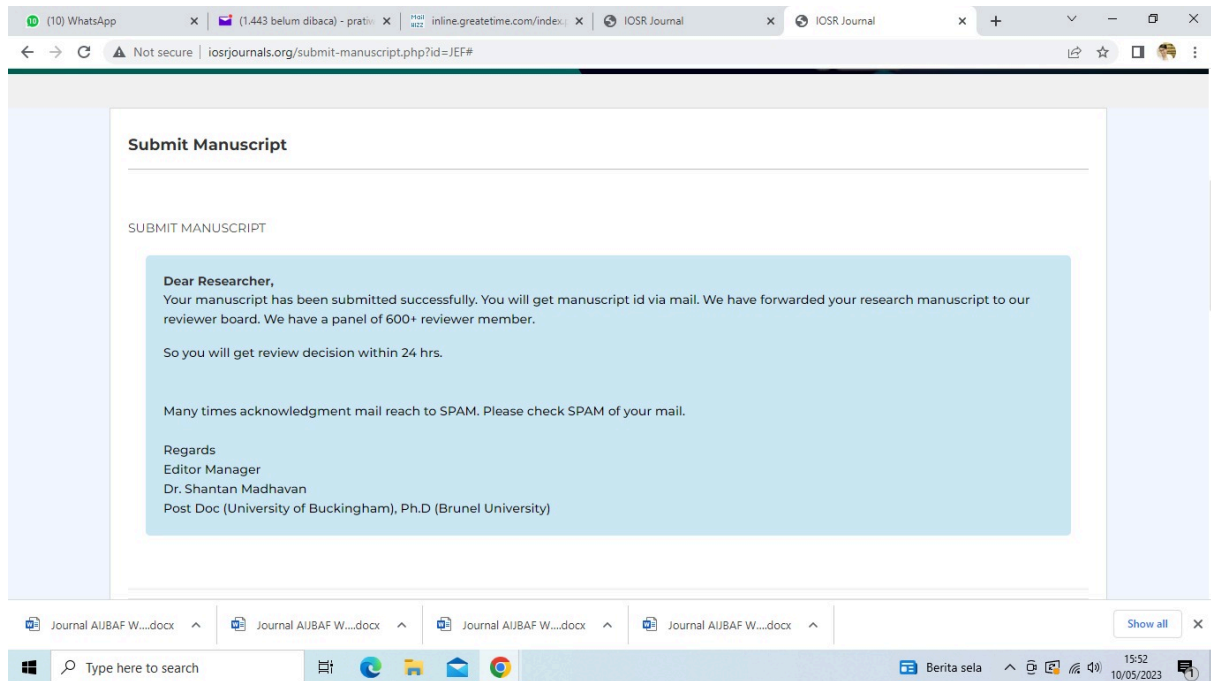 (10) WhatsApp
(1.443 belum dibaca) - prativ
inline.greatetime.com/index.
IOSR Journal
IOSR Journal
Not secure | iosrjournals.org/submit-manuscript.php?id=JEF#
Submit Manuscript
SUBMIT MANUSCRIPT
Dear Researcher,
Your manuscript has been submitted successfully. You will get manuscript id via mail. We have forwarded your research manuscript to our
reviewer board. We have a panel of 600+ reviewer member.
So you will get review decision within 24 hrs.
Many times acknowledgment mail reach to SPAM. Please check SPAM of your mail.
Regards
Editor Manager
Dr. Shantan Madhavan
Post Doc (University of Buckingham), Ph.D (Brunel University)
Journal AIJBAF W....docx
Journal AIJBAF W....docx
Journal AIJBAF W....docx
Journal AIJBAF W....docx
Show all
Type here to search
Berita sela
15:52
10/05/2023